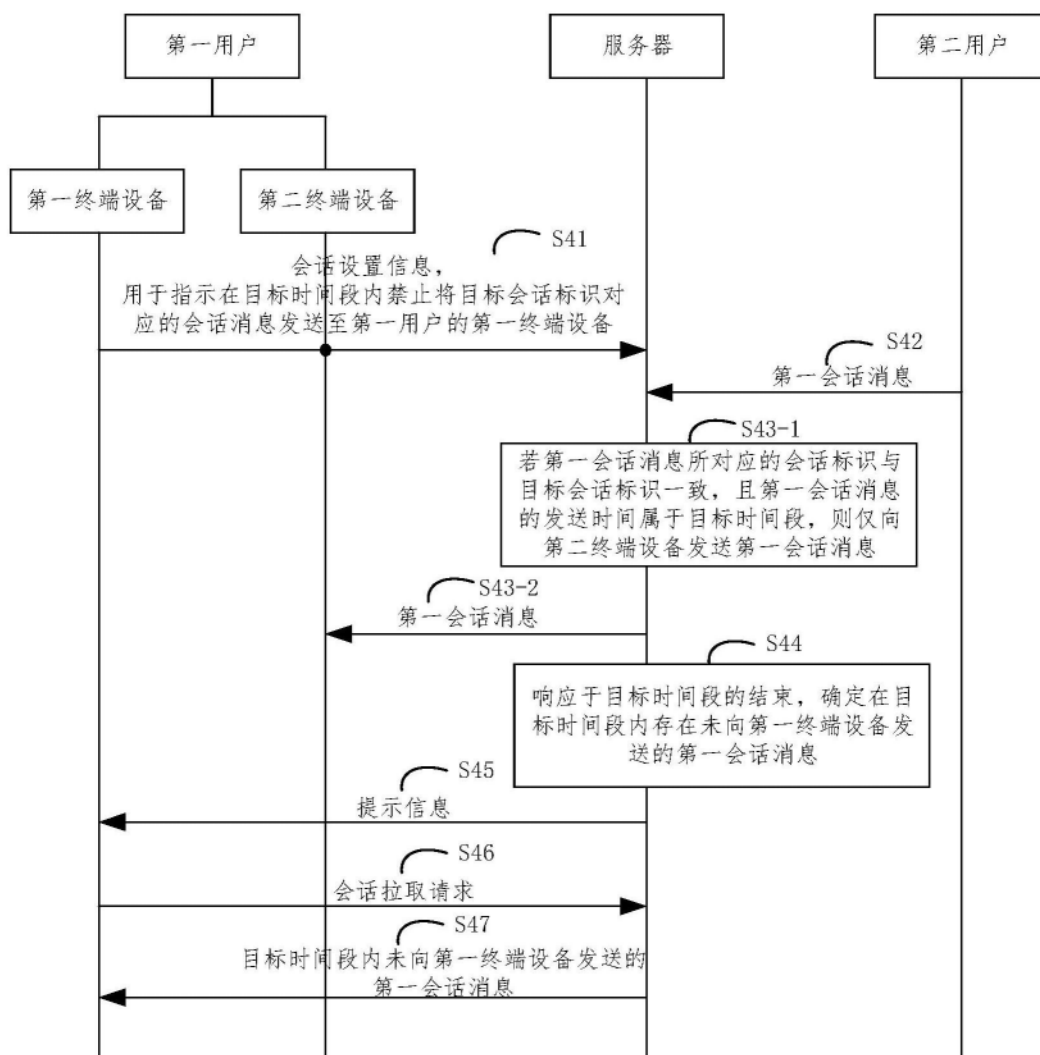 第一用户
服务器
第二用户
第一终端设备
第二终端设备
S41
会话设置信息，
用于指示在目标时间段内禁止将目标会话标识对
应的会话消息发送至第一用户的第一终端设备
S42
第一会话消息
S43-1
若第一会话消息所对应的会话标识与
目标会话标识一致，且第一会话消息
的发送时间属于目标时间段，则仅向
第二终端设备发送第一会话消息
S43-2
第一会话消息
S44
响应于目标时间段的结束，确定在目
标时间段内存在未向第一终端设备发
送的第一会话消息
S45
提示信息
S46
会话拉取请求
S47
目标时间段内未向第一终端设备发送的
第一会话消息